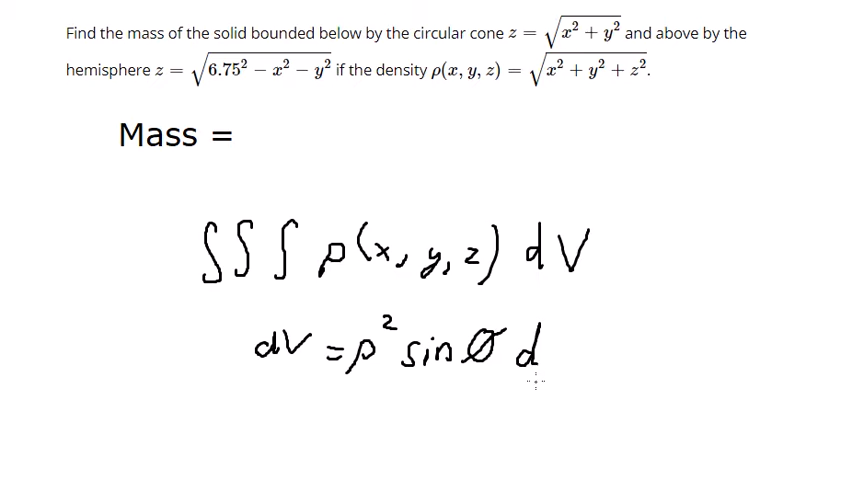 Find the mass of the solid bounded below by the circular cone z = √(x² + y²) and above by the
hemisphere z = √(6.75² − x² − y²) if the density ρ(x, y, z) = √(x² + y² + z²).
Mass =
∫∫∫ ρ(x, y, z) dV
dV = ρ² sin Ø d